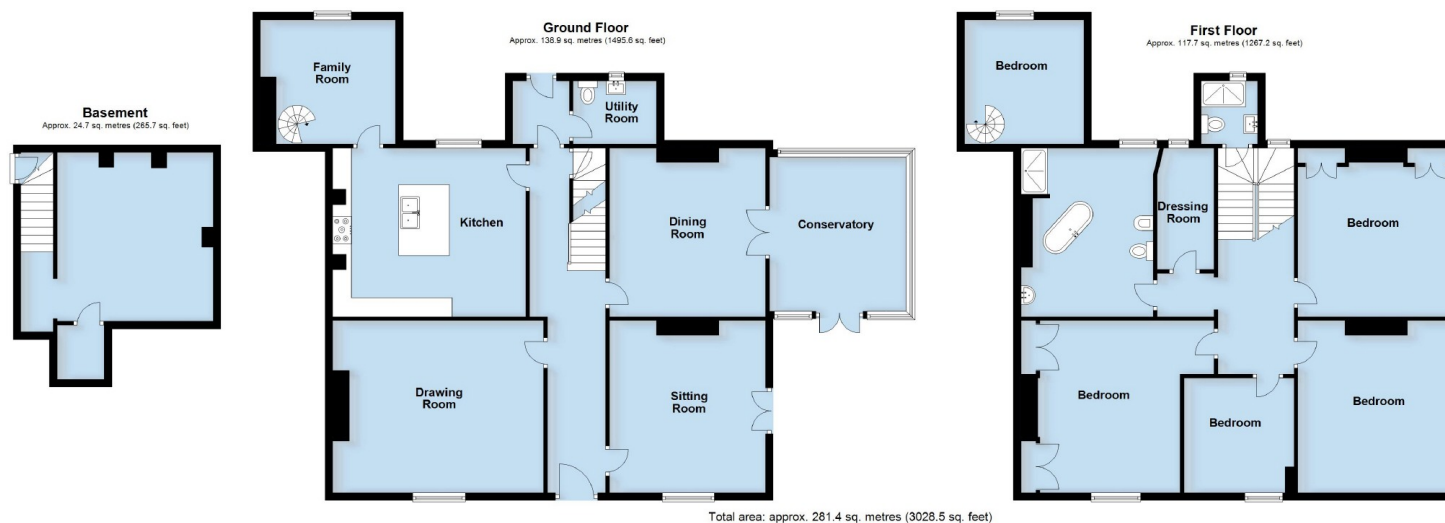 Basement
Approx. 24.7 sq. metres (265.7 sq. feet)
Ground Floor
Approx. 138.9 sq. metres (1495.6 sq. feet)
Family
Room
Utility
Room
Kitchen
Dining
Room
Conservatory
Drawing
Room
Sitting
Room
First Floor
Approx. 117.7 sq. metres (1267.2 sq. feet)
Bedroom
Dressing
Room
Bedroom
Bedroom
Bedroom
Bedroom
Total area: approx. 281.4 sq. metres (3028.5 sq. feet)